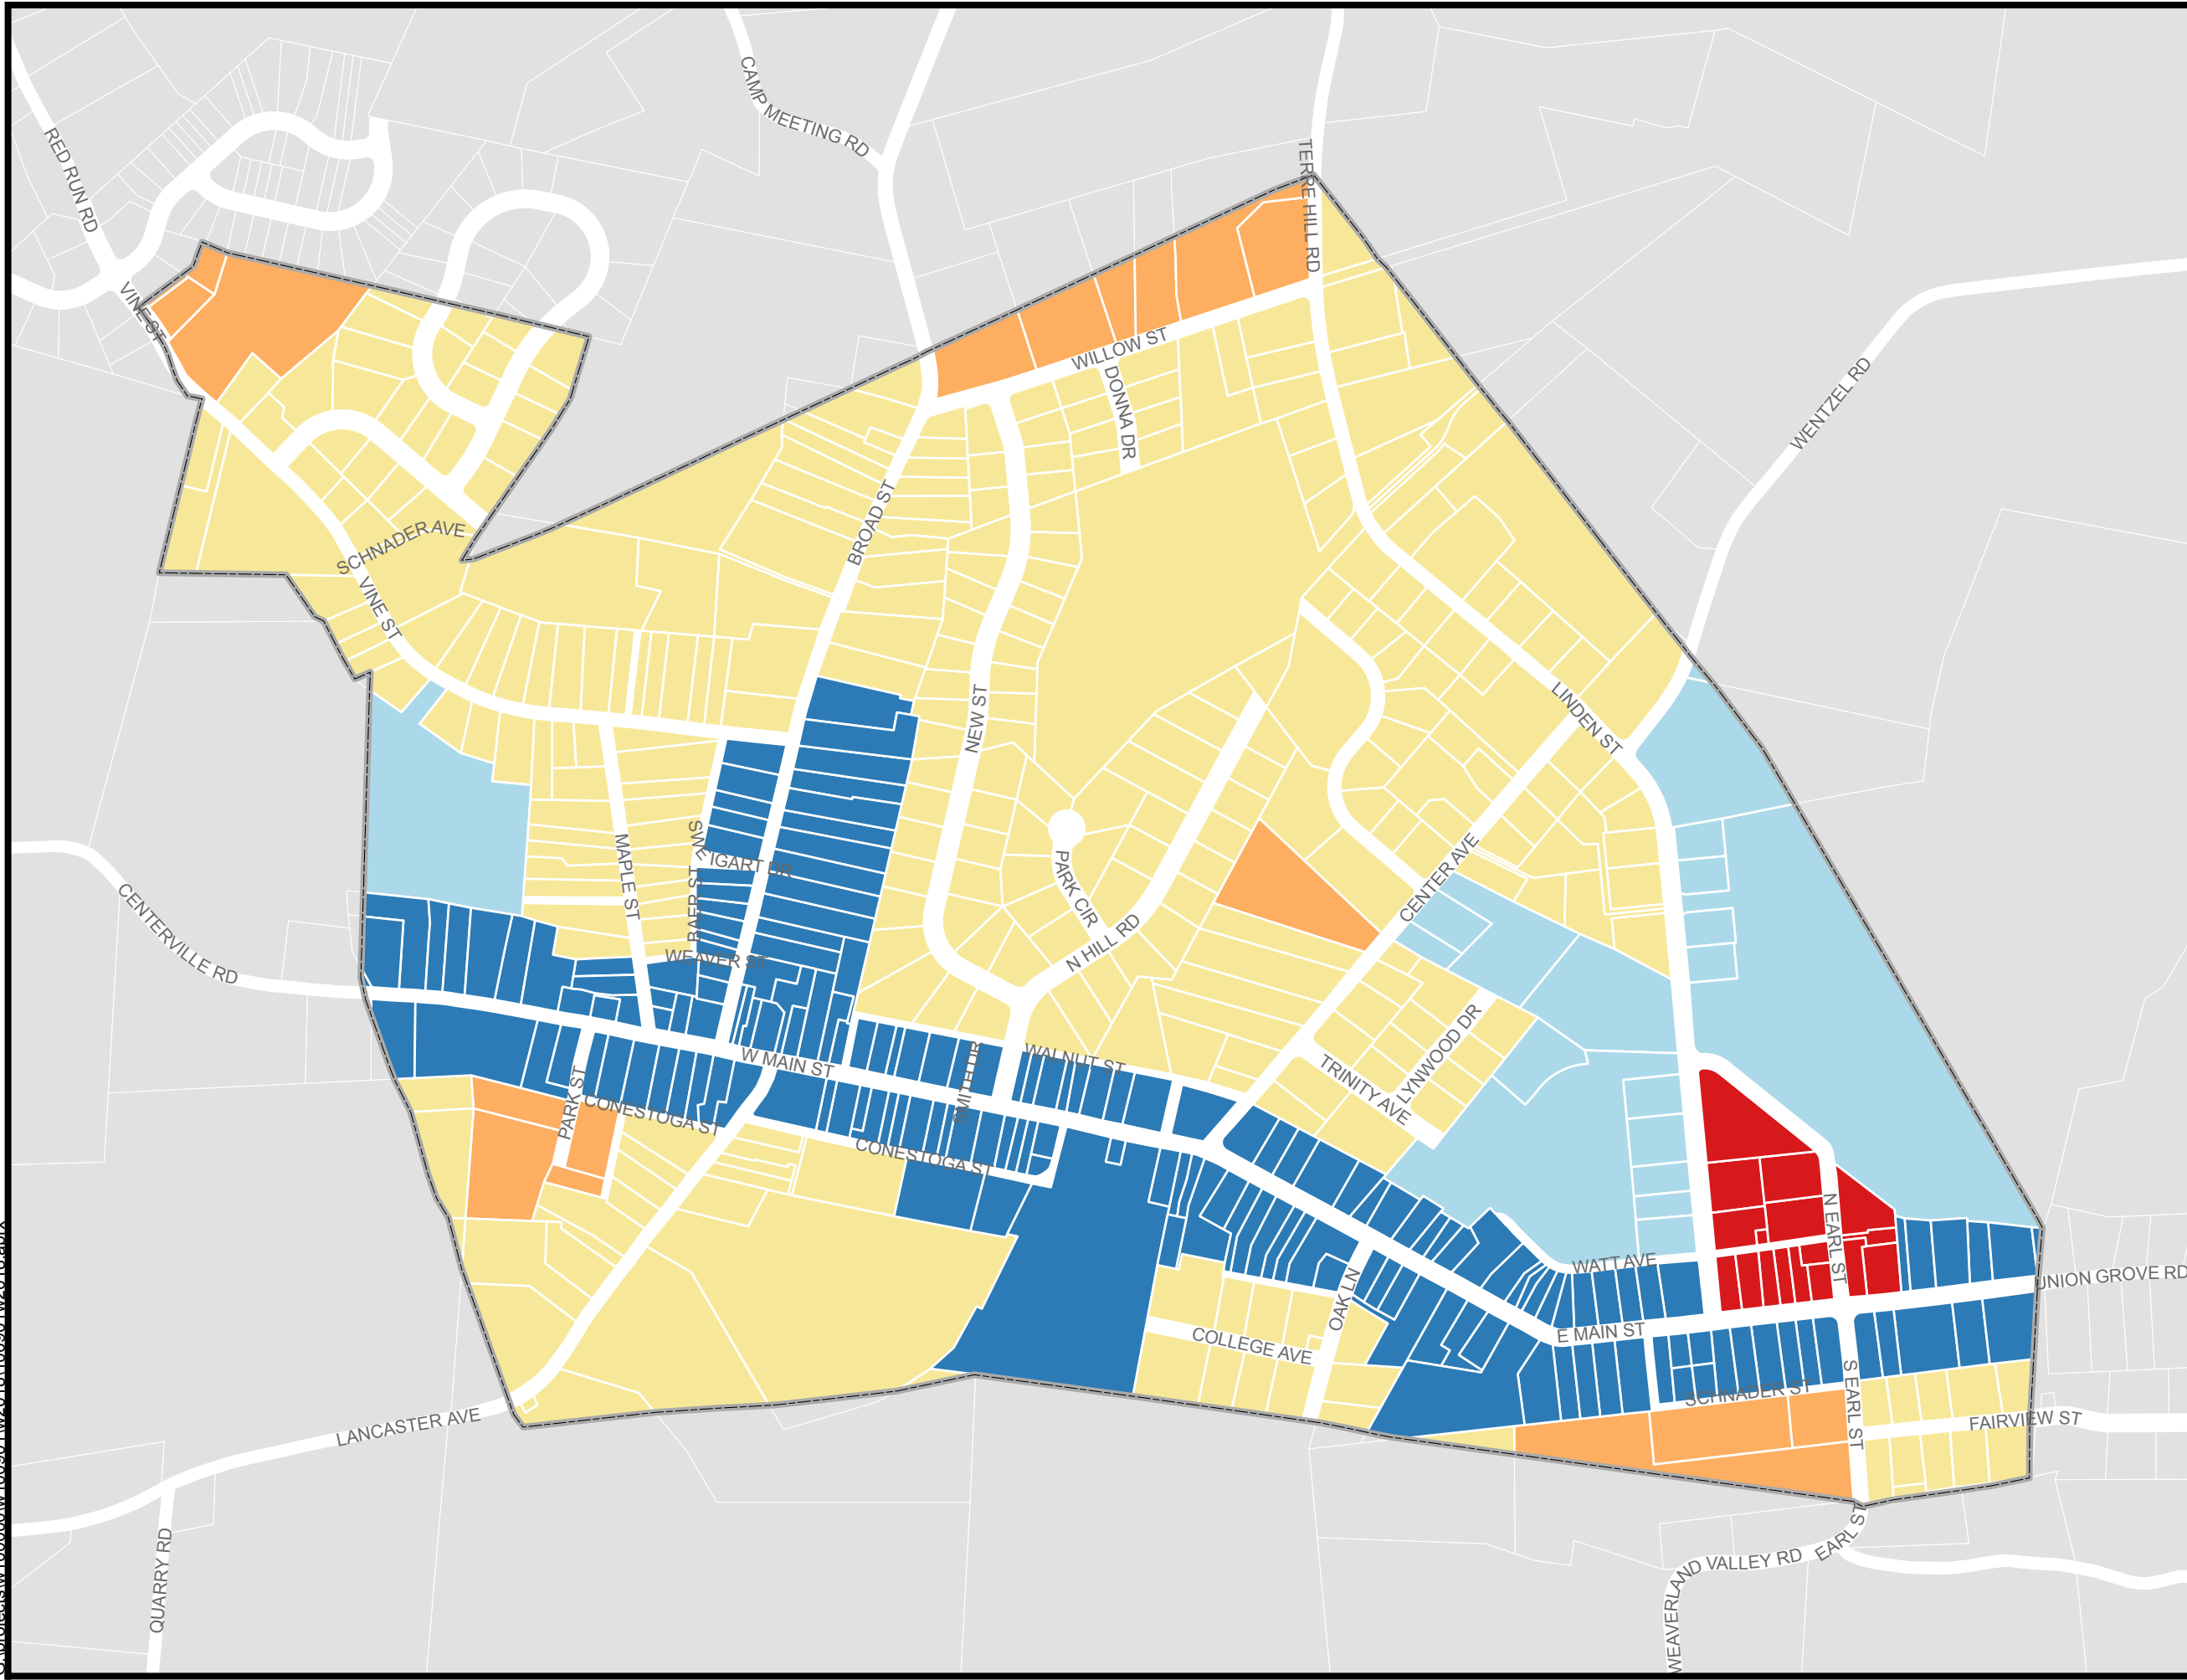 CAMP MEETING RD
RED RUN RD
TERRE HILL RD
VINE ST
WILLOW ST
DONNA DR
WENTZEL RD
BROAD ST
SCHNADER AVE
VINE ST
NEW ST
LINDEN ST
MAPLE ST
SWEIGART DR
BAER ST
PARK CIR
CENTER AVE
CENTERVILLE RD
N HILL RD
WEAVER ST
LYNWOOD DR
W MAIN ST
SMITH DR
WALNUT ST
TRINITY AVE
PARK ST
CONESTOGA ST
CONESTOGA ST
N EARL ST
WATT AVE
UNION GROVE RD
OAK LN
COLLEGE AVE
E MAIN ST
SCHNADER ST
S EARL ST
FAIRVIEW ST
LANCASTER AVE
QUARRY RD
EARL ST
WEAVERLAND VALLEY RD